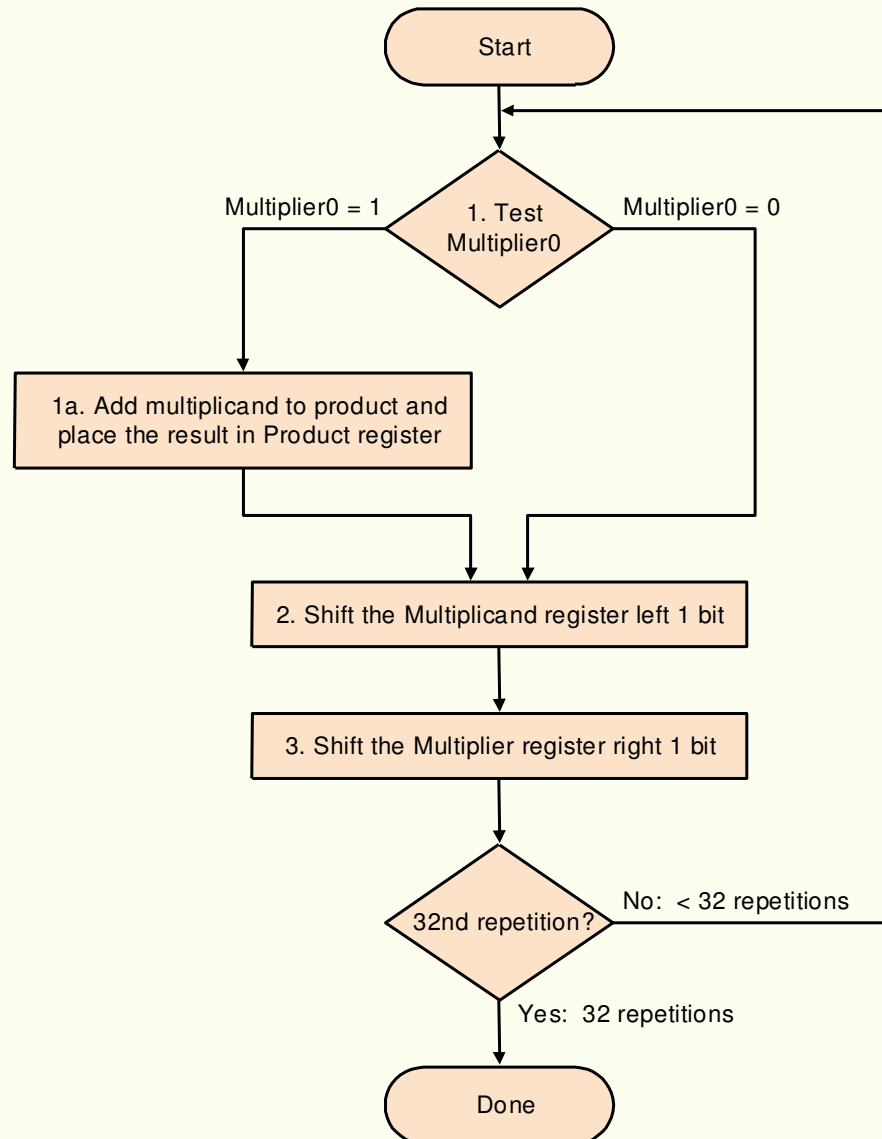 Start
Multiplier0 = 1
1. Test
Multiplier0
Multiplier0 = 0
1a. Add multiplicand to product and
place the result in Product register
2. Shift the Multiplicand register left 1 bit
3. Shift the Multiplier register right 1 bit
32nd repetition?
No: < 32 repetitions
Yes: 32 repetitions
Done